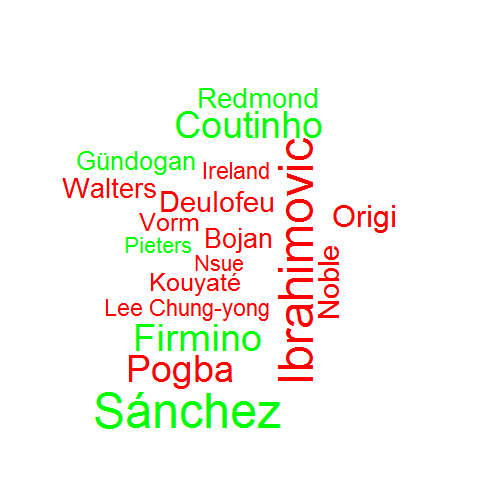 Redmond
Coutinho
Gündogan
Ireland
Walters
Deulofeu
Ibrahimovic
Origi
Vorm
Bojan
Pieters
Noble
Nsue
Kouyaté
Lee Chung-yong
Firmino
Pogba
Sánchez